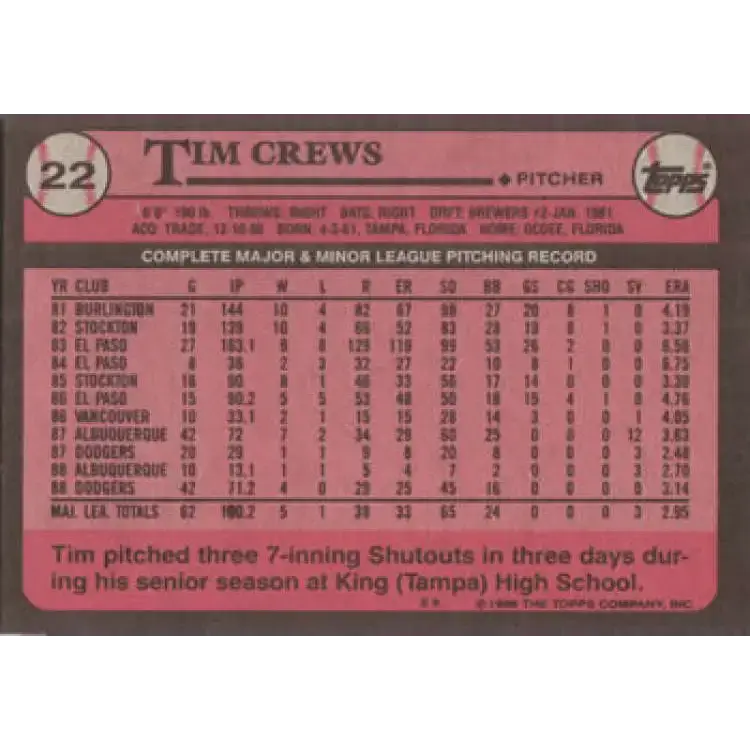 22
TIM CREWS
PITCHER
topps
6'0" 190 lb. THROWS: RIGHT BATS: RIGHT DRFT: BREWERS #2-JAN. 1981
ACQ: TRADE, 12-10-86 BORN: 4-3-61, TAMPA, FLORIDA HOME: OCOEE, FLORIDA
COMPLETE MAJOR & MINOR LEAGUE PITCHING RECORD
YR CLUB G IP W L R ER SO BB GS CG SHO SV ERA
81 BURLINGTON 21 144 10 4 82 67 98 27 20 8 1 0 4.19
82 STOCKTON 19 139 10 4 66 52 83 28 19 8 1 0 3.37
83 EL PASO 27 163.1 8 129 119 99 53 26 2 0 0 6.56
84 EL PASO 8 36 2 3 32 27 22 10 8 1 0 0 6.75
85 STOCKTON 16 90 8 1 46 33 56 17 14 0 0 0 3.30
86 EL PASO 15 90.2 5 5 53 48 50 18 15 4 1 0 4.76
86 VANCOUVER 10 33.1 2 1 15 15 28 14 3 0 0 1 4.05
87 ALBUQUERQUE 42 72 7 2 34 29 60 25 0 0 0 12 3.63
87 DODGERS 20 29 1 1 9 8 20 8 0 0 0 3 2.48
88 ALBUQUERQUE 10 13.1 1 1 5 4 7 2 0 0 0 3 2.70
88 DODGERS 42 71.2 4 0 29 25 45 16 0 0 0 0 3.14
MAJ. LEA. TOTALS 62 100.2 5 1 38 33 65 24 0 0 0 3 2.95
Tim pitched three 7-inning Shutouts in three days dur-
ing his senior season at King (Tampa) High School.
© THE TOPPS COMPANY, INC.